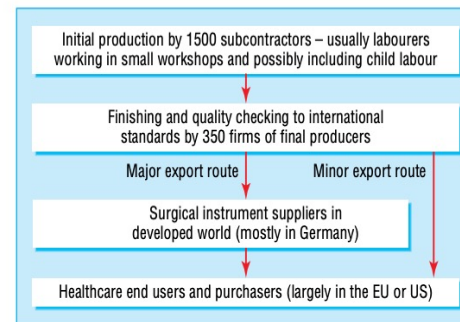 Initial production by 1500 subcontractors – usually labourers
working in small workshops and possibly including child labour
Finishing and quality checking to international
standards by 350 firms of final producers
Major export route
Minor export route
Surgical instrument suppliers in
developed world (mostly in Germany)
Healthcare end users and purchasers (largely in the EU or US)